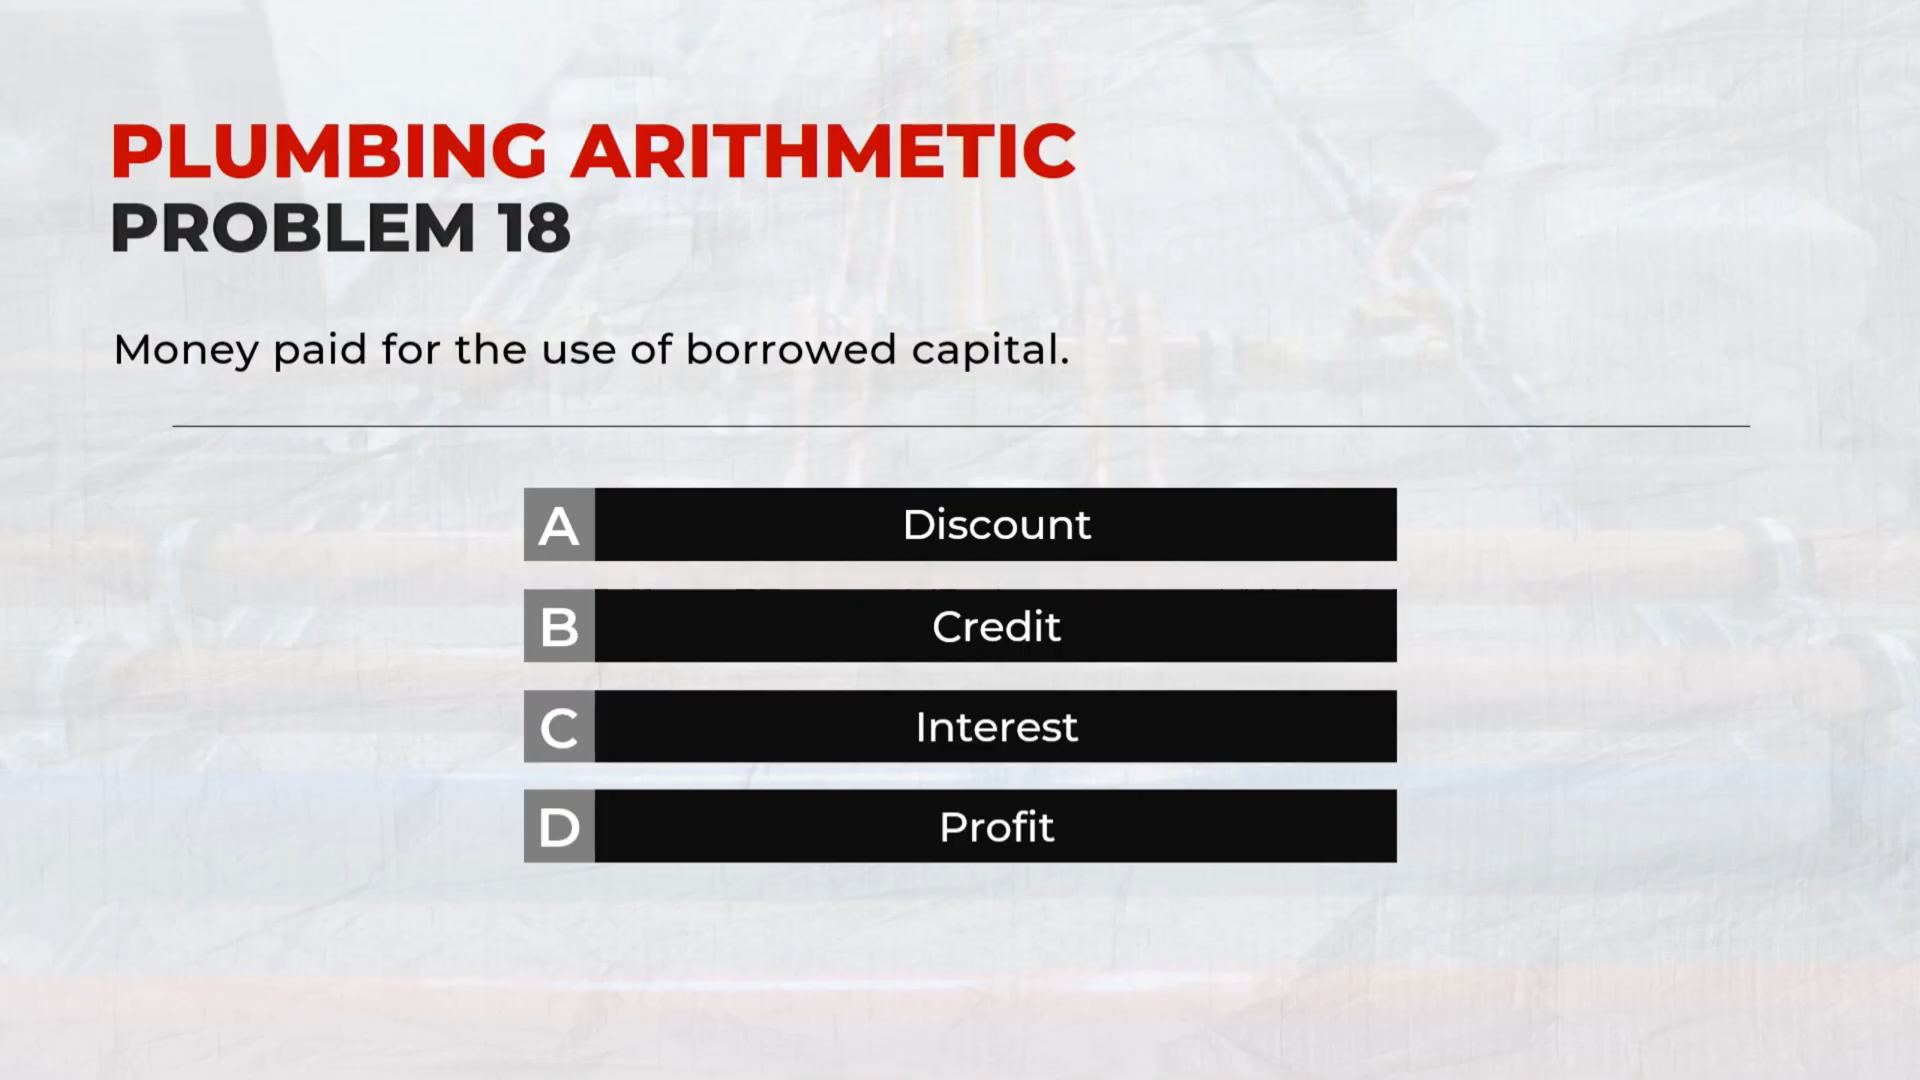 PLUMBING ARITHMETIC
PROBLEM 18
Money paid for the use of borrowed capital.
A Discount
B Credit
C Interest
D Profit